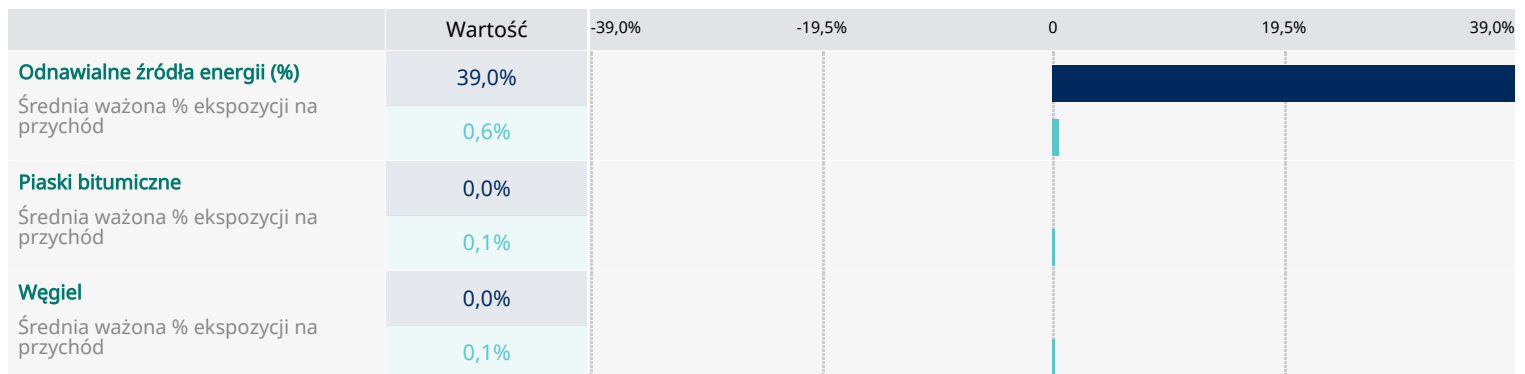 Wartość -39,0% -19,5% 0 19,5% 39,0%
Odnawialne źródła energii (%)
39,0%
Średnia ważona % ekspozycji na
przychód
0,6%
Piaski bitumiczne
0,0%
Średnia ważona % ekspozycji na
przychód
0,1%
Węgiel
0,0%
Średnia ważona % ekspozycji na
przychód
0,1%